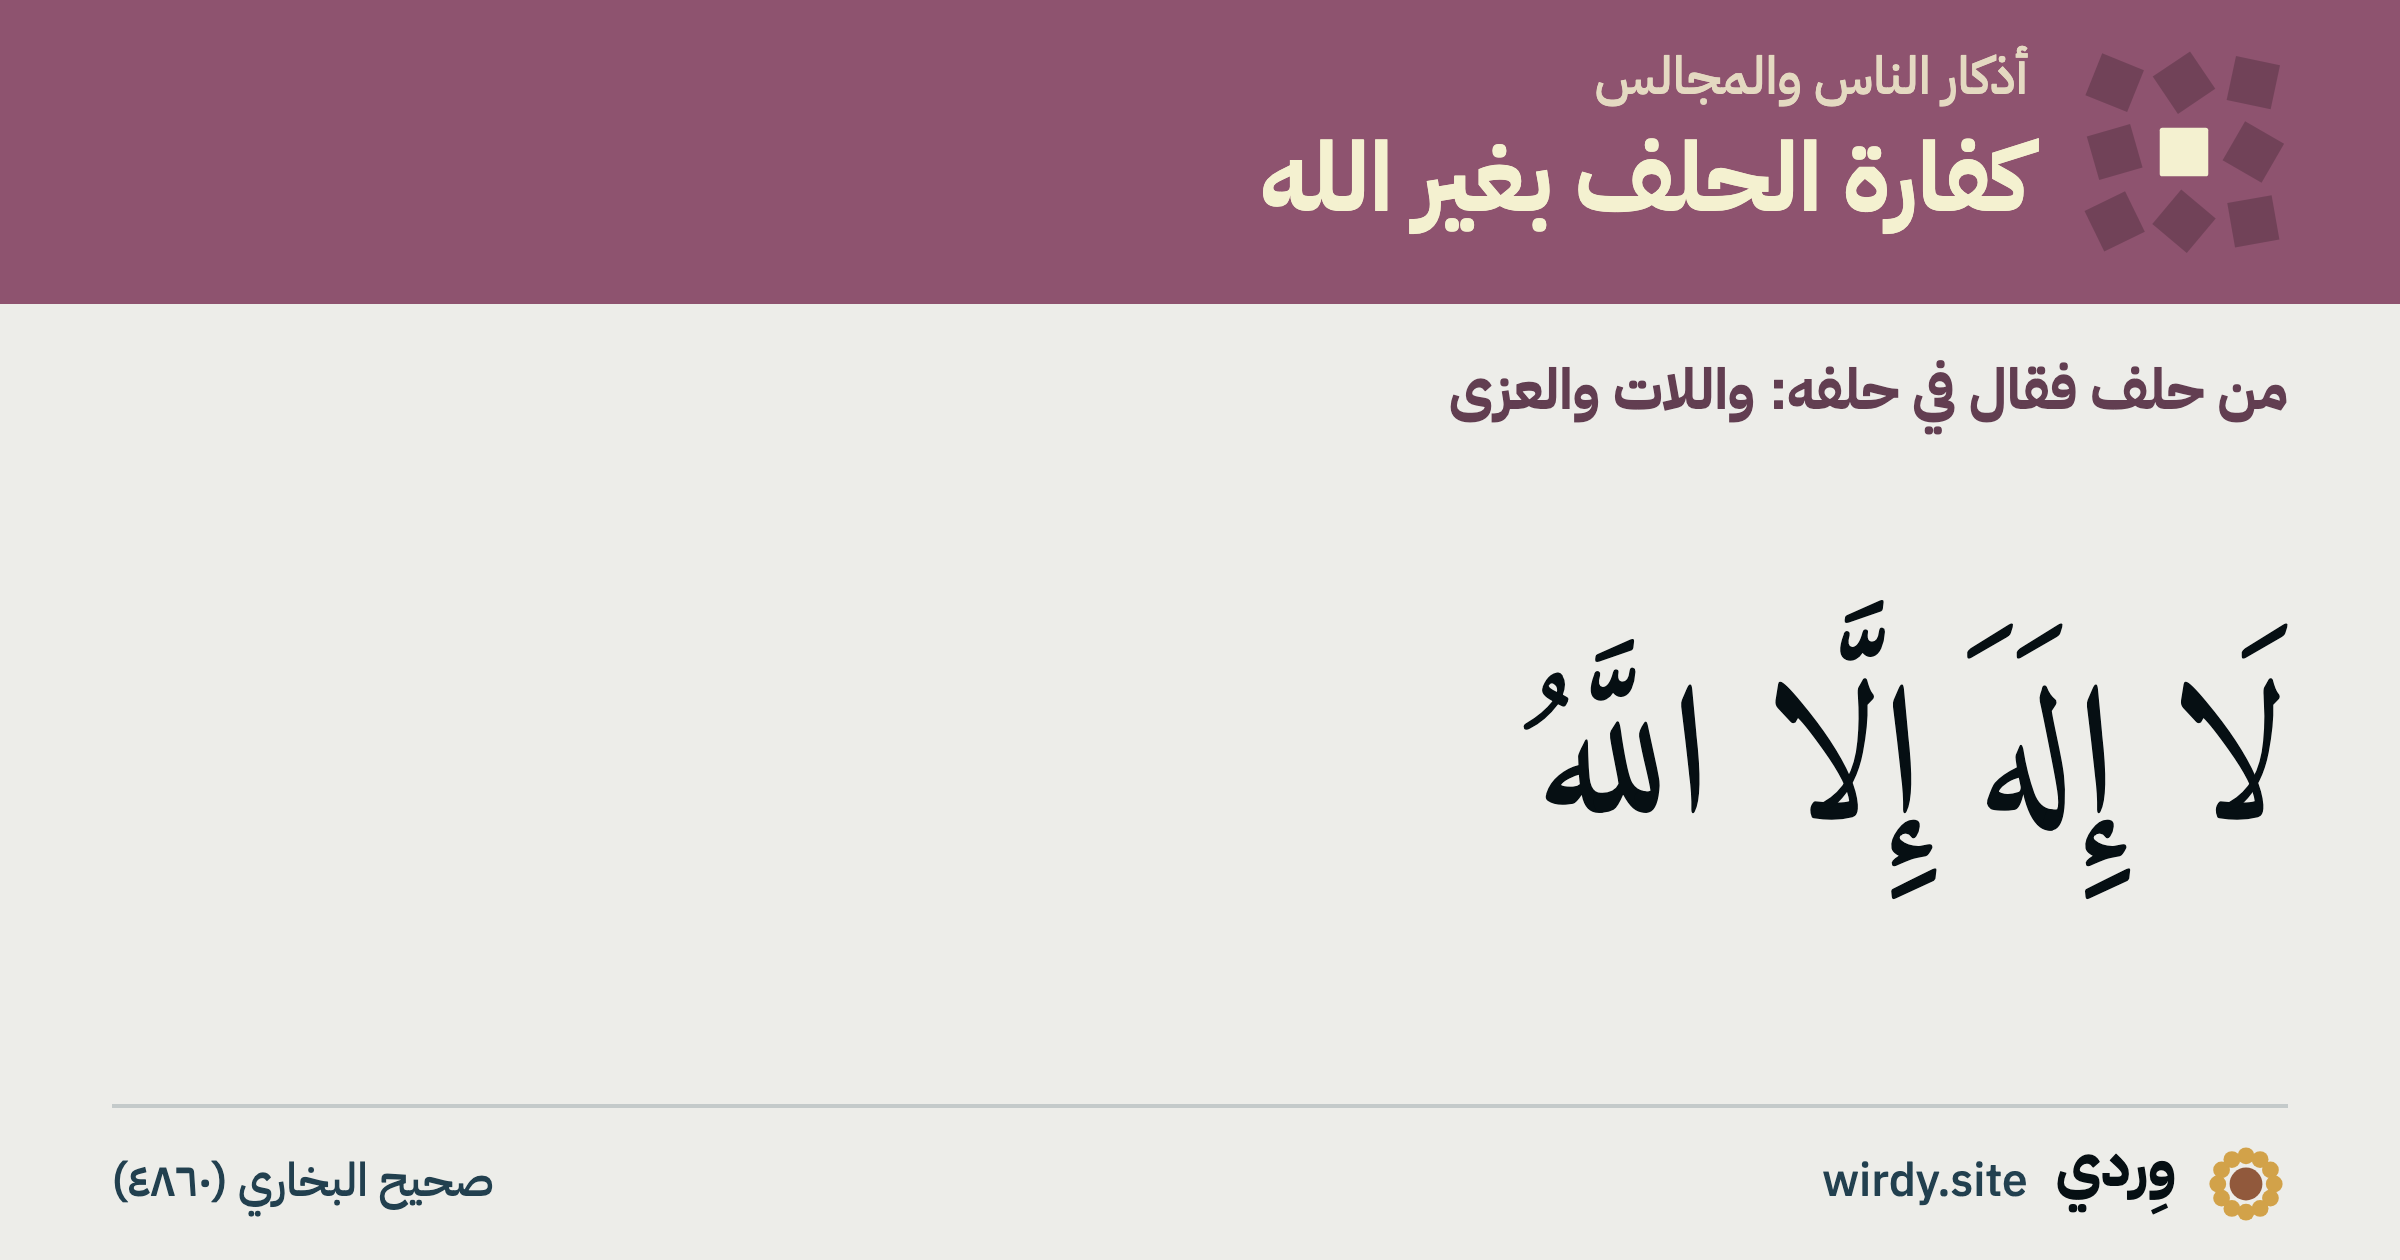 أذكار الناس والمجالس
كفارة الحلف بغير الله
من حلف فقال في حلفه: واللات والعزى
لَا إِلَهَ إِلَّا اللَّهُ
وِردي wirdy.site
صحيح البخاري (٤٨٦٠)